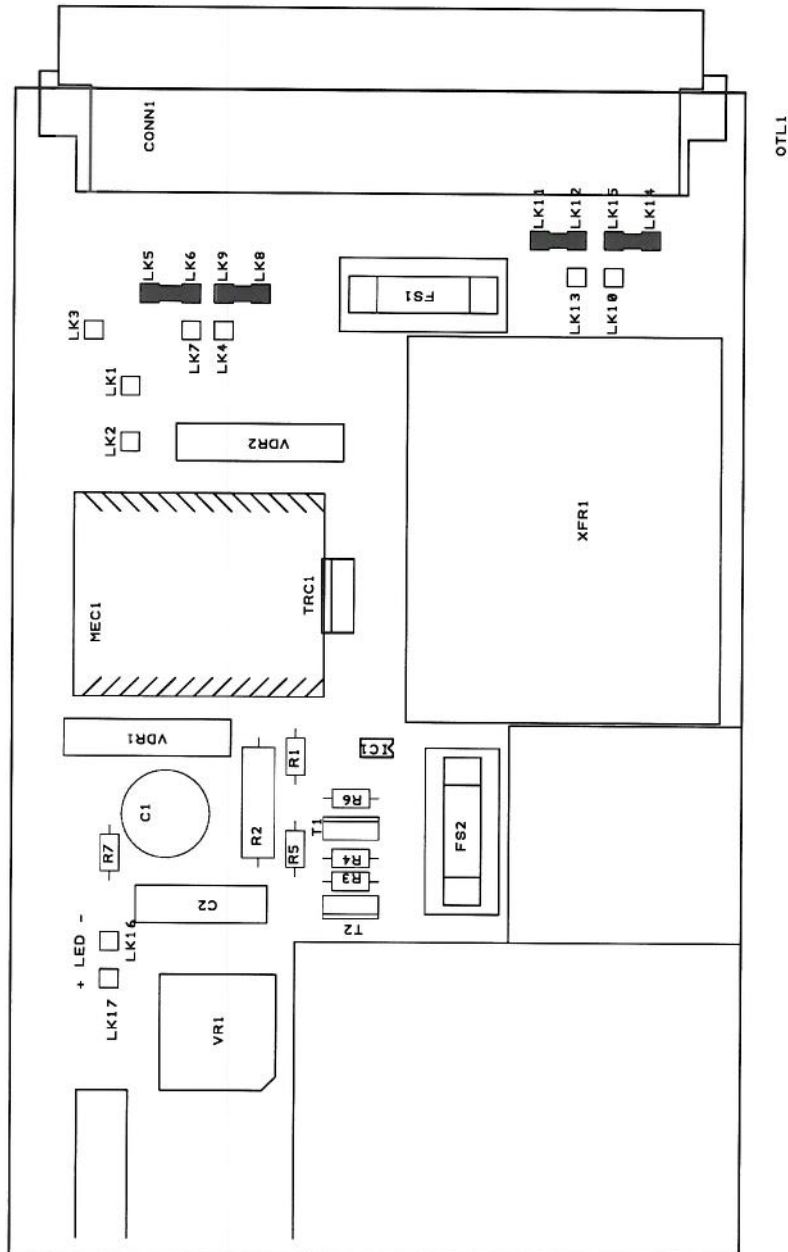 CONN1
OTL1
LK11
LK12
LK15
LK14
LK5
LK6
LK9
LK8
FS1
LK13
LK10
LK3
LK7
LK4
LK1
LK2
VDR2
XFR1
MEC1
TRC1
VDR1
R1
IC1
C1
R2
R6
T1
FS2
R7
R5
R4
R3
C2
T2
+ LED -
LK16
LK17
VR1